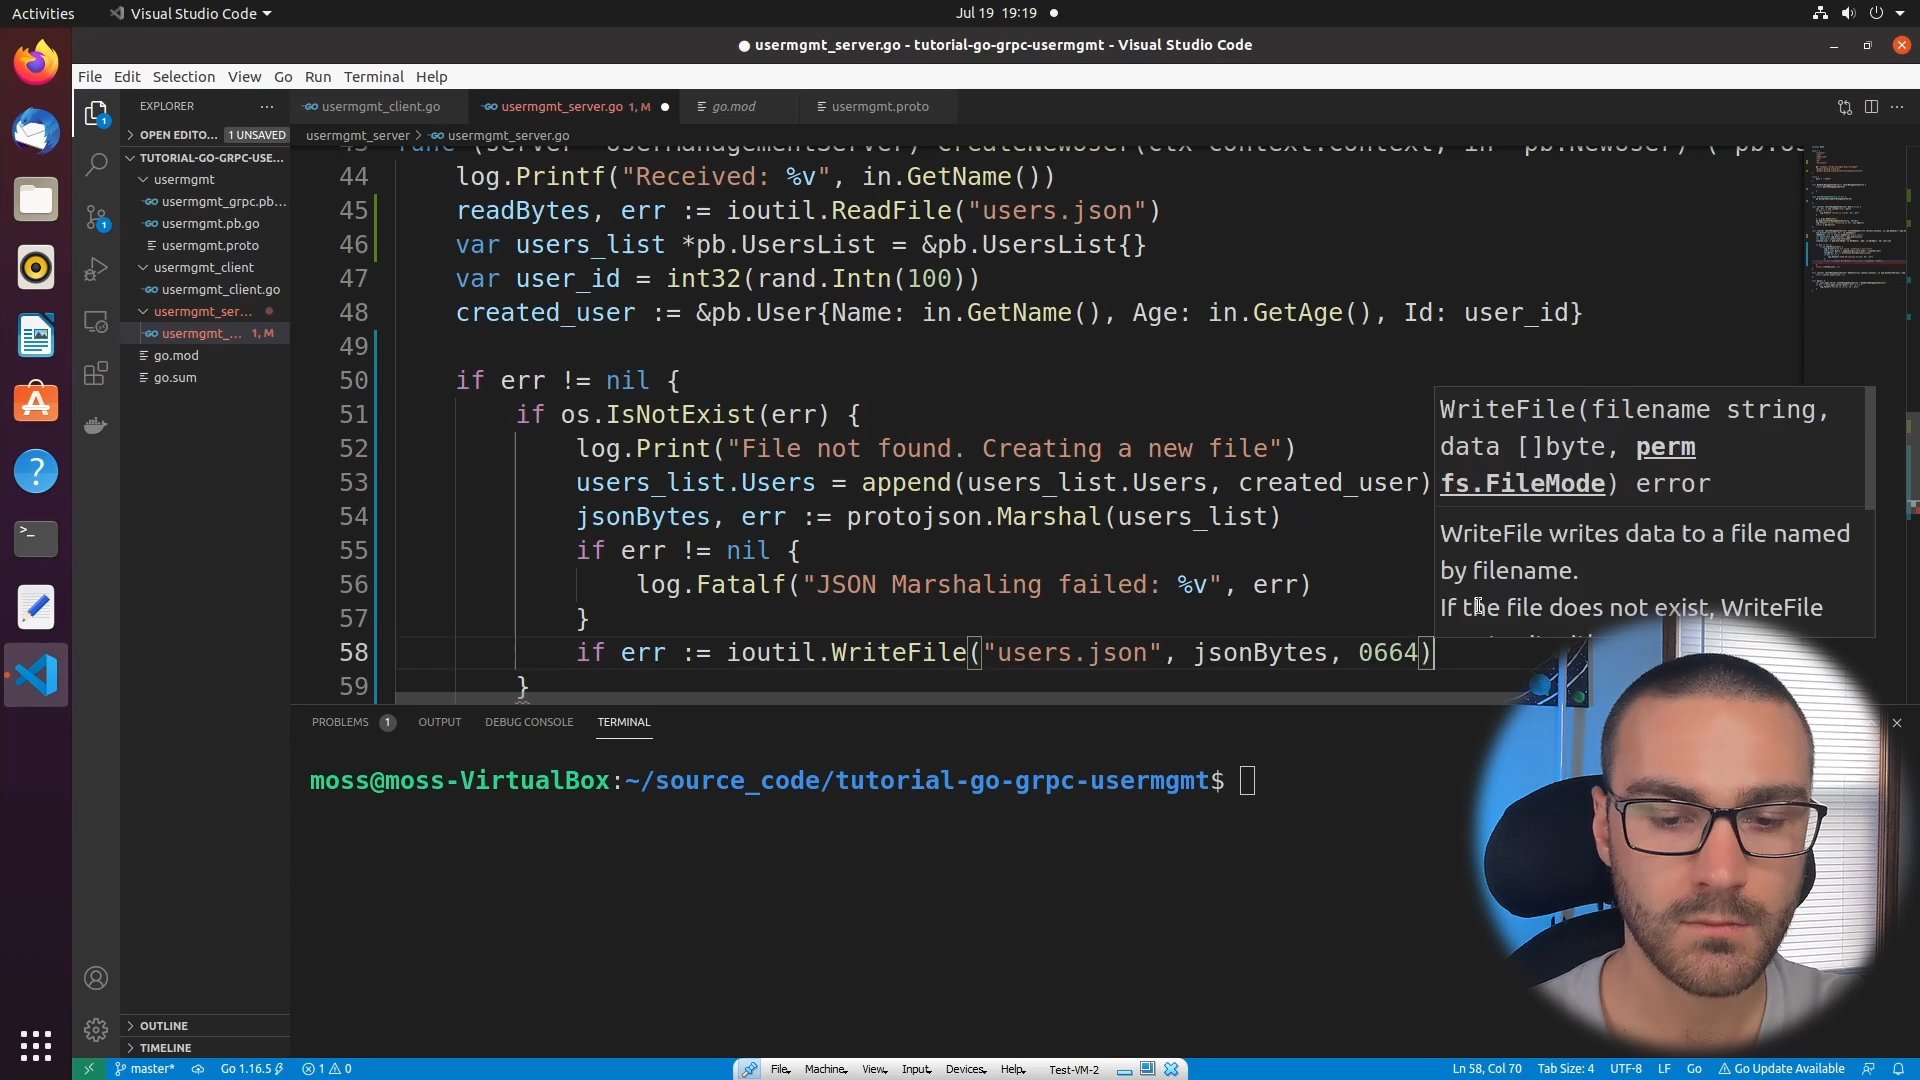 Activities
Visual Studio Code
Jul 19 19:19
usermgmt_server.go - tutorial-go-grpc-usermgmt - Visual Studio Code
File Edit Selection View Go Run Terminal Help
EXPLORER
OPEN EDITO... 1 UNSAVED
TUTORIAL-GO-GRPC-USE...
usermgmt
usermgmt_grpc.pb...
usermgmt.pb.go
usermgmt.proto
usermgmt_client
usermgmt_client.go
usermgmt_ser...
usermgmt_... 1, M
go.mod
go.sum
OUTLINE
TIMELINE
usermgmt_client.go
usermgmt_server.go 1, M
go.mod
usermgmt.proto
usermgmt_server > usermgmt_server.go
44 log.Printf("Received: %v", in.GetName())
45 readBytes, err := ioutil.ReadFile("users.json")
46 var users_list *pb.UsersList = &pb.UsersList{}
47 var user_id = int32(rand.Intn(100))
48 created_user := &pb.User{Name: in.GetName(), Age: in.GetAge(), Id: user_id}
49
50 if err != nil {
51 if os.IsNotExist(err) {
52 log.Print("File not found. Creating a new file")
53 users_list.Users = append(users_list.Users, created_user)
54 jsonBytes, err := protojson.Marshal(users_list)
55 if err != nil {
56 log.Fatalf("JSON Marshaling failed: %v", err)
57 }
58 if err := ioutil.WriteFile("users.json", jsonBytes, 0664)
59 }
WriteFile(filename string,
data []byte, perm
fs.FileMode) error
WriteFile writes data to a file named
by filename.
If the file does not exist, WriteFile
PROBLEMS 1 OUTPUT DEBUG CONSOLE TERMINAL
moss@moss-VirtualBox:~/source_code/tutorial-go-grpc-usermgmt$
master* Go 1.16.5 1 0
File Machine View Input Devices Help Test-VM-2
Ln 58, Col 70 Tab Size: 4 UTF-8 LF Go Go Update Available